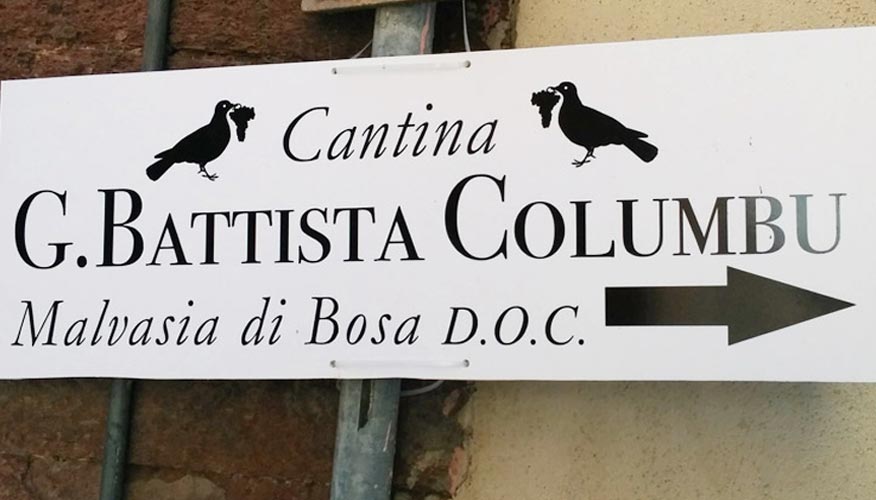 Cantina
G.BATTISTA COLUMBU
Malvasia di Bosa D.O.C.